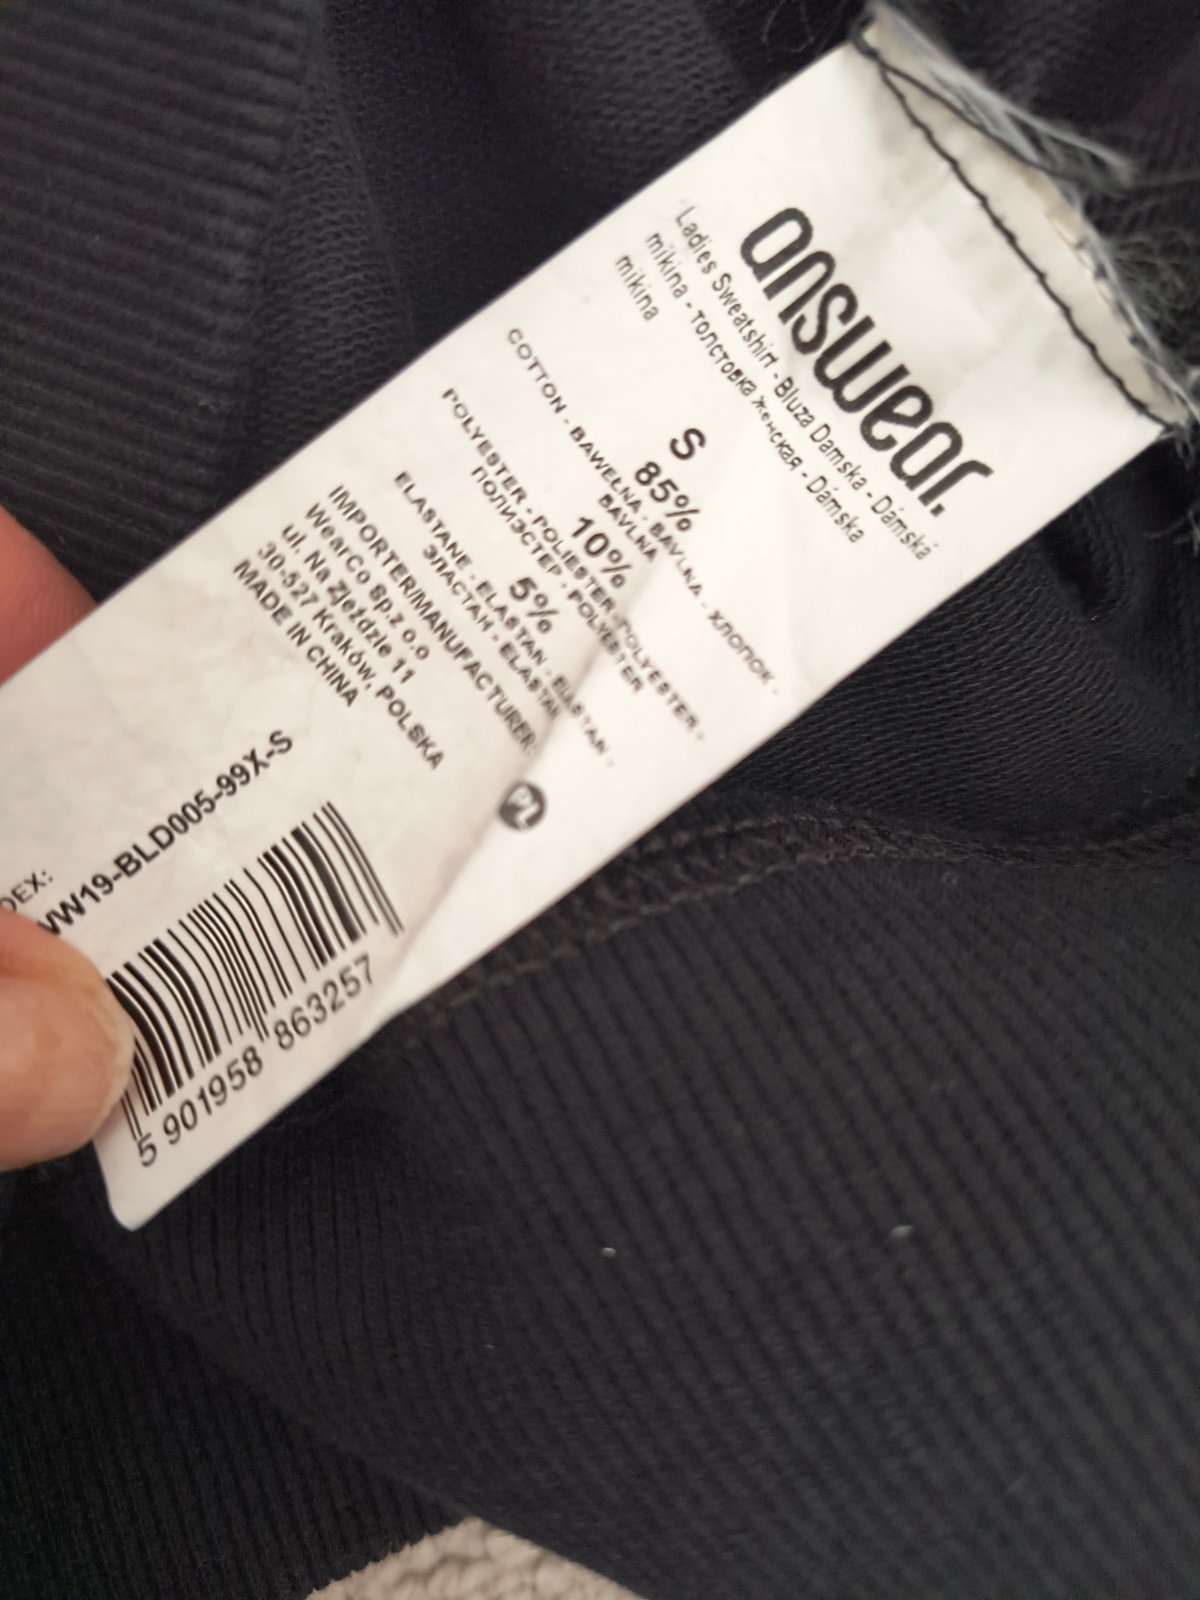 answear.
Ladies Sweatshirt - Bluza Damska - Dámská
mikina - толстовка женская - Dámska
mikina
S
85%
COTTON - BAWEŁNA - BAVLNA - ХЛОПОК -
BAVLNA
10%
POLYESTER - POLIESTER - POLYESTER -
ПОЛИЭСТЕР - POLYESTER
5%
ELASTANE - ELASTAN - ELASTAN -
ЭЛАСТАН - ELASTAN
IMPORTER/MANUFACTURER:
WearCo Sp.z o.o
ul. Na Zjeździe 11
30-527 Kraków, POLSKA
MADE IN CHINA
PL
DEX:
VW19-BLD005-99X-S
5 901958 863257